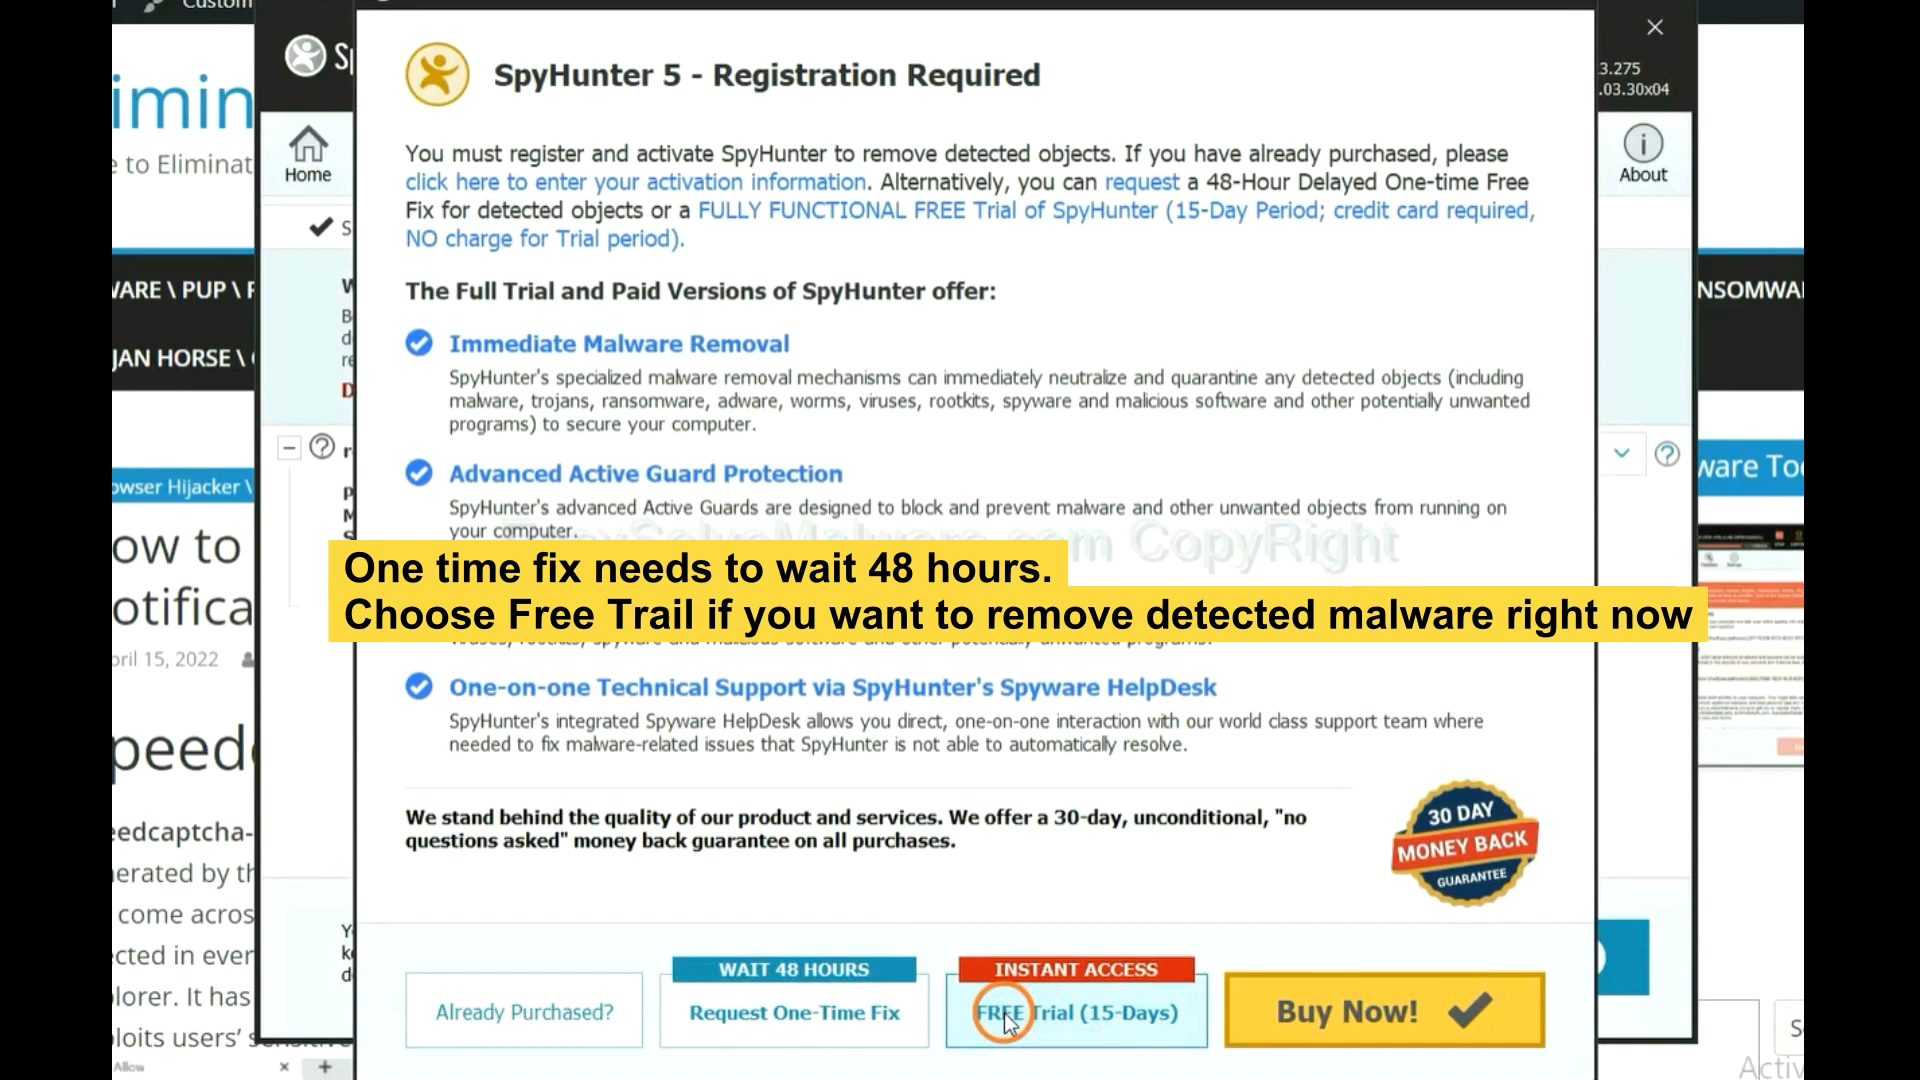 Custom
SpyHunter 5 - Registration Required
3.275
.03.30x04
imin
e to Eliminat
Home
About
You must register and activate SpyHunter to remove detected objects. If you have already purchased, please
click here to enter your activation information. Alternatively, you can request a 48-Hour Delayed One-time Free
Fix for detected objects or a FULLY FUNCTIONAL FREE Trial of SpyHunter (15-Day Period; credit card required,
NO charge for Trial period).
The Full Trial and Paid Versions of SpyHunter offer:
WARE \ PUP \
NSOMWA
JAN HORSE \
Immediate Malware Removal
SpyHunter's specialized malware removal mechanisms can immediately neutralize and quarantine any detected objects (including
malware, trojans, ransomware, adware, worms, viruses, rootkits, spyware and malicious software and other potentially unwanted
programs) to secure your computer.
Advanced Active Guard Protection
SpyHunter's advanced Active Guards are designed to block and prevent malware and other unwanted objects from running on
your computer.
owser Hijacker \
ware Too
CopyRight
ow to
otifica
One time fix needs to wait 48 hours.
Choose Free Trail if you want to remove detected malware right now
pril 15, 2022
One-on-one Technical Support via SpyHunter's Spyware HelpDesk
SpyHunter's integrated Spyware HelpDesk allows you direct, one-on-one interaction with our world class support team where
needed to fix malware-related issues that SpyHunter is not able to automatically resolve.
peed
We stand behind the quality of our product and services. We offer a 30-day, unconditional, "no
questions asked" money back guarantee on all purchases.
30 DAY
MONEY BACK
GUARANTEE
eedcaptcha-
nerated by th
come acros
cted in ever
lorer. It has
ploits users' sensitive
WAIT 48 HOURS
INSTANT ACCESS
Already Purchased?
Request One-Time Fix
FREE Trial (15-Days)
Buy Now!
Allow
Activ